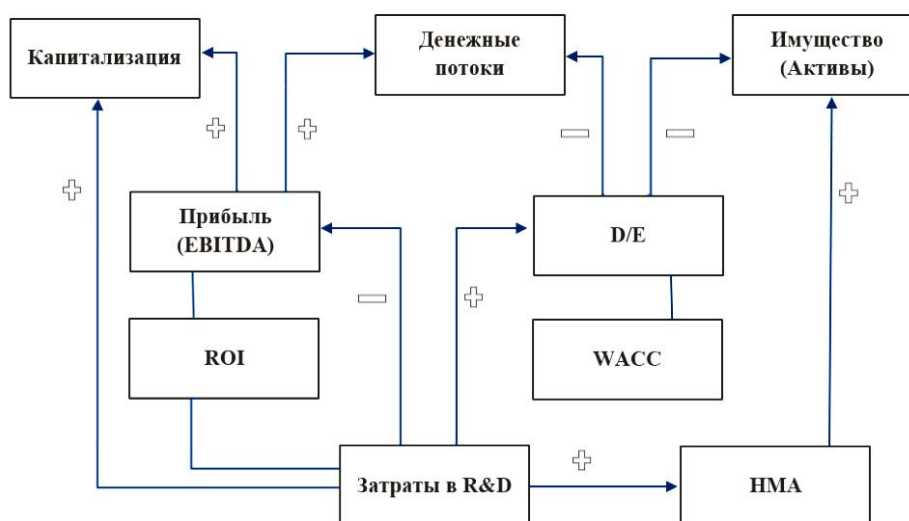 Капитализация
Денежные
потоки
Имущество
(Активы)
Прибыль
(EBITDA)
D/E
ROI
WACC
Затраты в R&D
НМА